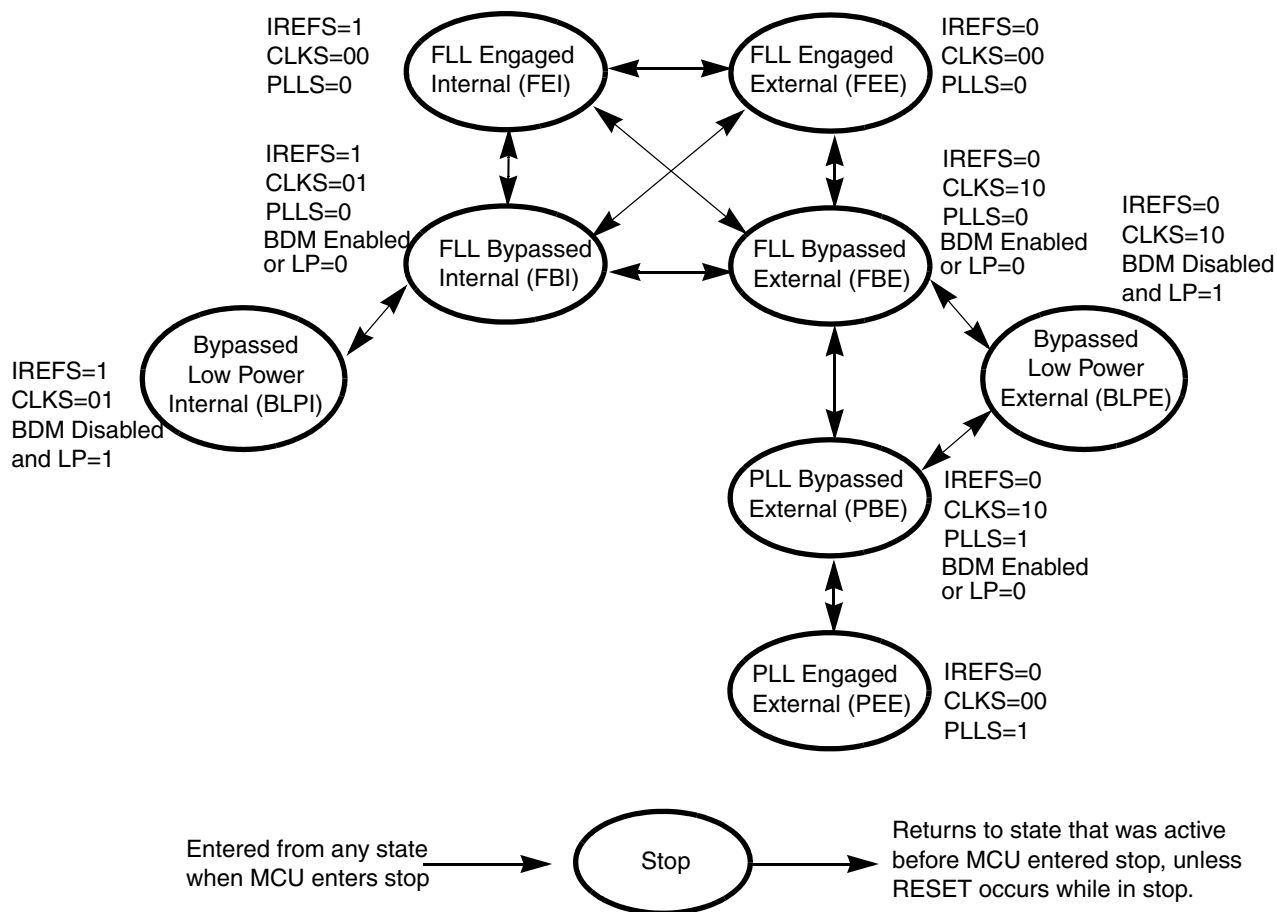 IREFS=1
CLKS=00
PLLS=0
FLL Engaged
Internal (FEI)
FLL Engaged
External (FEE)
IREFS=0
CLKS=00
PLLS=0
IREFS=1
CLKS=01
PLLS=0
BDM Enabled
or LP=0
FLL Bypassed
Internal (FBI)
FLL Bypassed
External (FBE)
IREFS=0
CLKS=10
PLLS=0
BDM Enabled
or LP=0
IREFS=0
CLKS=10
BDM Disabled
and LP=1
IREFS=1
CLKS=01
BDM Disabled
and LP=1
Bypassed
Low Power
Internal (BLPI)
Bypassed
Low Power
External (BLPE)
PLL Bypassed
External (PBE)
IREFS=0
CLKS=10
PLLS=1
BDM Enabled
or LP=0
PLL Engaged
External (PEE)
IREFS=0
CLKS=00
PLLS=1
Entered from any state
when MCU enters stop
Stop
Returns to state that was active
before MCU entered stop, unless
RESET occurs while in stop.